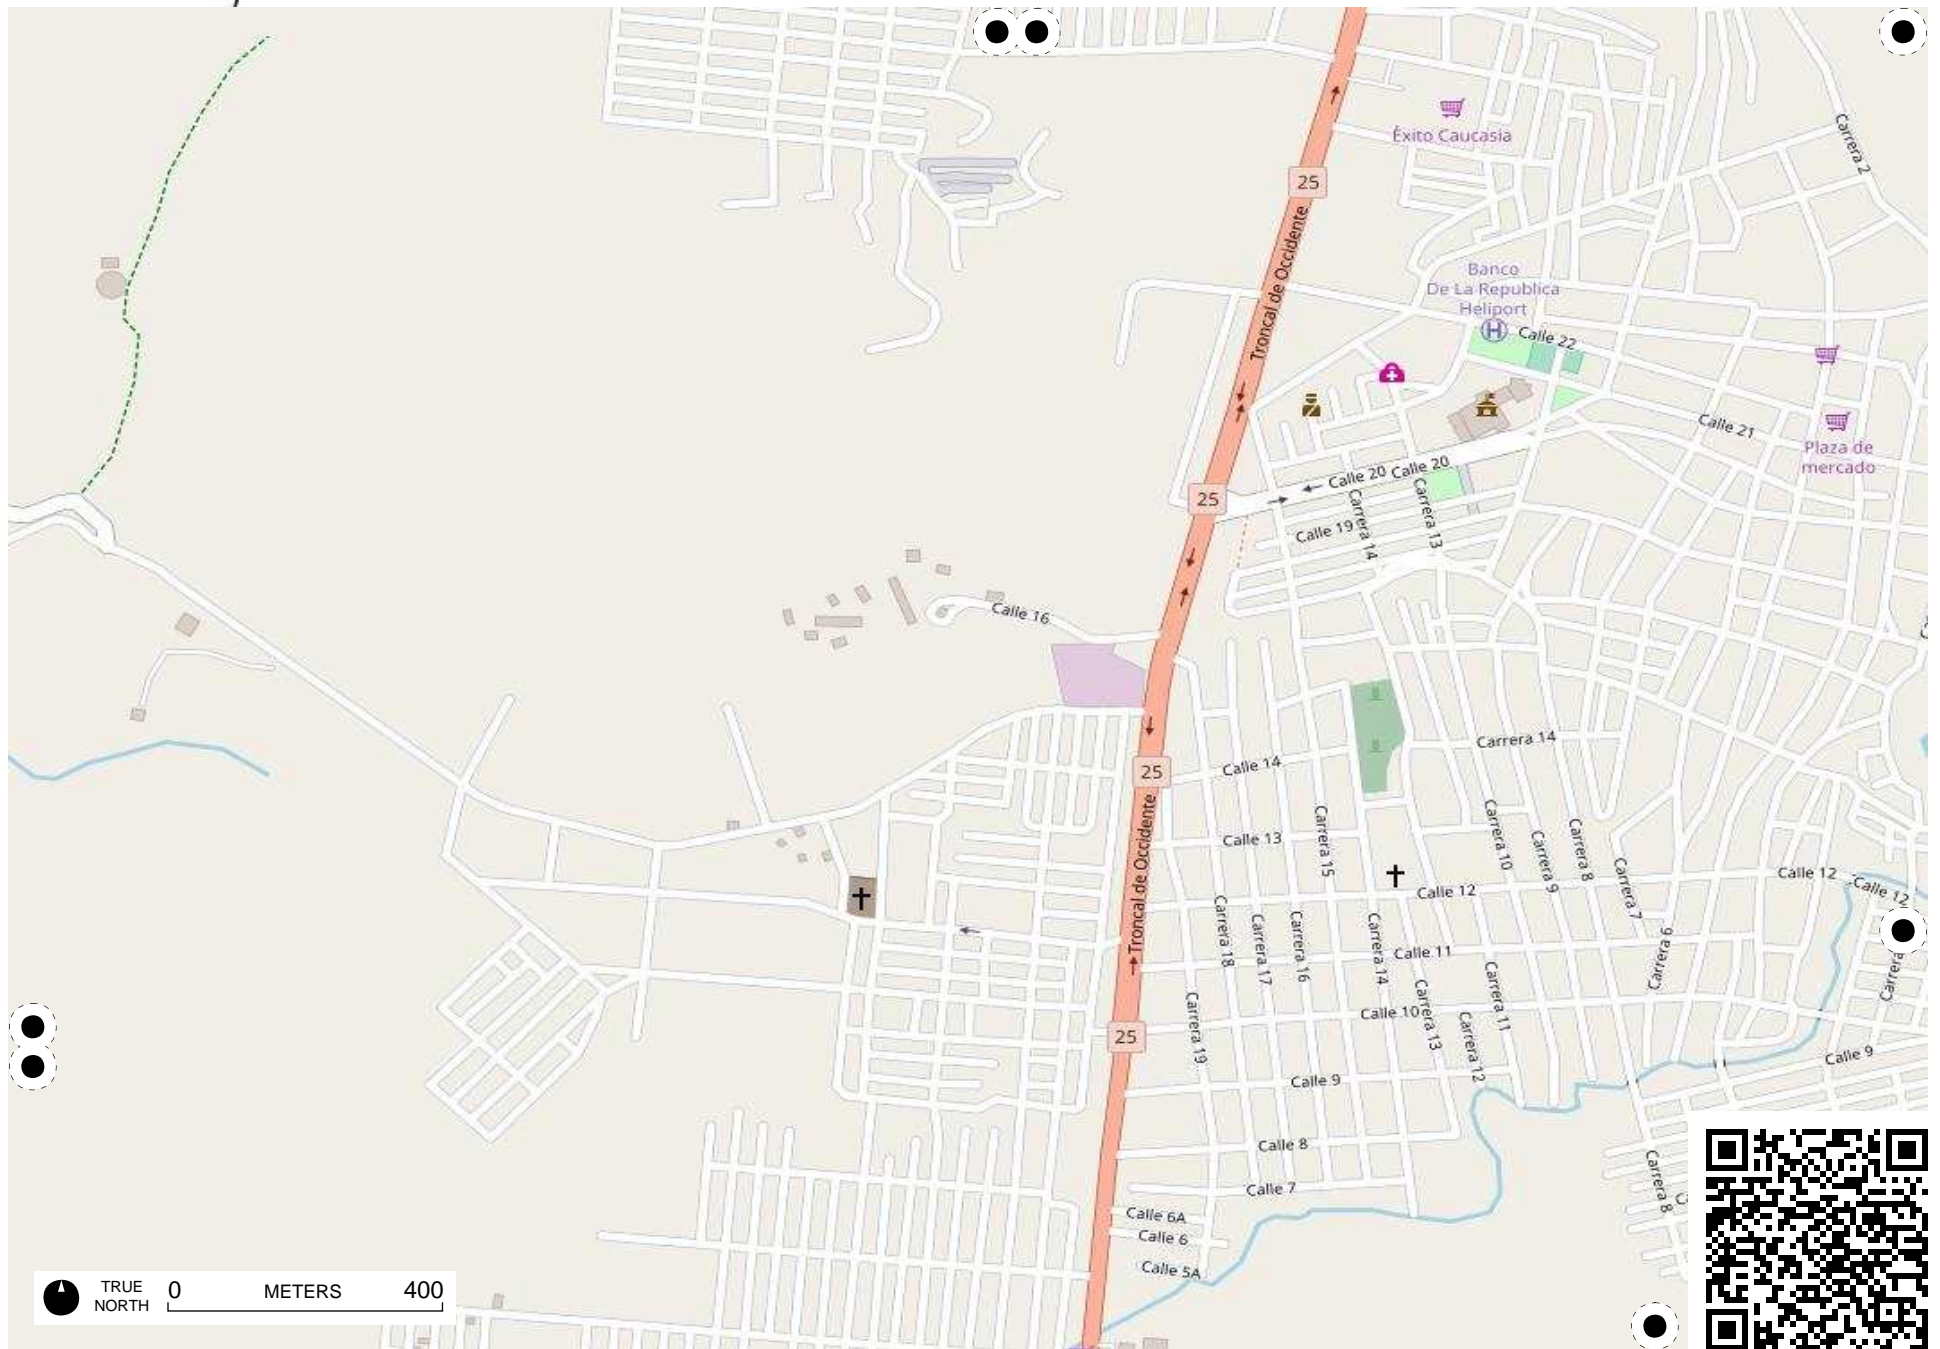 Carrera 2
Éxito Caucasia
25
Troncal de Occidente
Banco
De La Republica
Heliport
Calle 22
Calle 21
Plaza de
mercado
Calle 20
Calle 20
25
Carrera 14
Carrera 13
Calle 19
Calle 16
Carrera 14
Calle 14
25
Troncal de Occidente
Calle 13
Carrera 15
Carrera 10
Carrera 9
Carrera 8
Carrera 7
Calle 12
Calle 12
Calle 12
Carrera 18
Carrera 17
Carrera 16
Carrera 14
Calle 11
Carrera 6
Carrera
Carrera 19
Calle 10
Carrera 13
Carrera 11
Carrera 12
25
Calle 9
Calle 9
Calle 8
Calle 7
Carrera 8
Calle 6A
Calle 6
Calle 5A
TRUE
NORTH
0 METERS 400